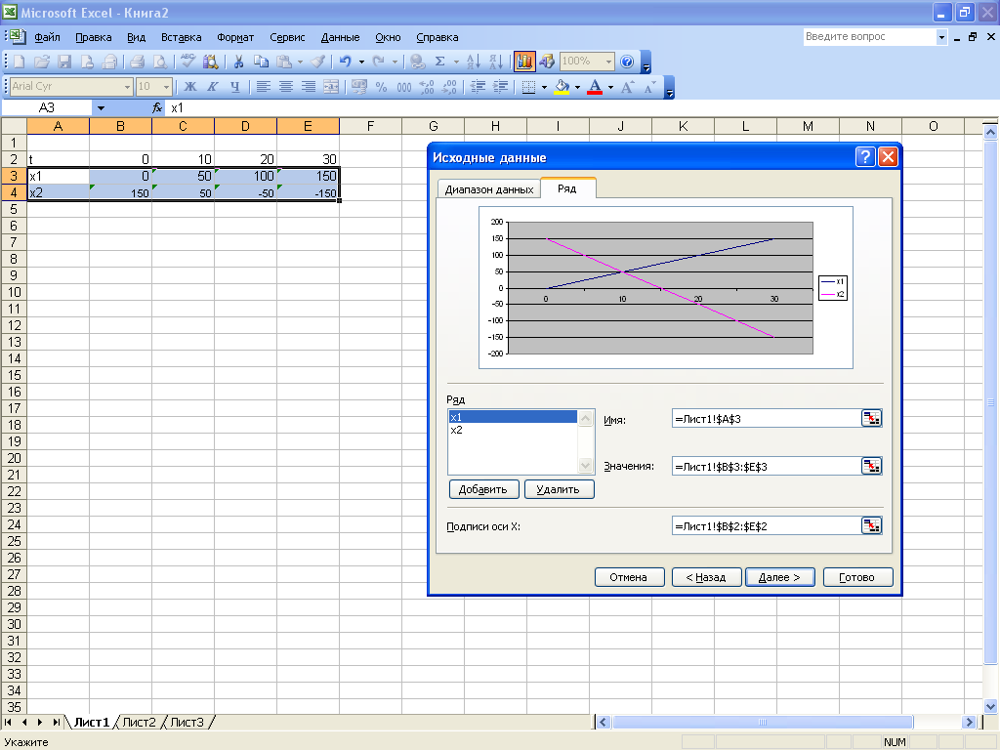 Microsoft Excel - Книга2
Файл Правка Вид Вставка Формат Сервис Данные Окно Справка Введите вопрос
100%
Arial Cyr 10 Ж К Ч % 000
A3 fx x1
A B C D E F G H I J K L M N O
1
2 t 0 10 20 30
3 x1 0 50 100 150
4 x2 150 50 -50 -150
5
6
7
8
9
10
11
12
13
14
15
16
17
18
19
20
21
22
23
24
25
26
27
28
29
30
31
32
33
34
35
Исходные данные
Диапазон данных Ряд
200
150
100
50
0
-50
-100
-150
-200
0 10 20 30
x1
x2
Ряд
x1
x2
Имя: =Лист1!$A$3
Значения: =Лист1!$B$3:$E$3
Добавить Удалить
Подписи оси X: =Лист1!$B$2:$E$2
Отмена < Назад Далее > Готово
Лист1 Лист2 Лист3
Укажите NUM